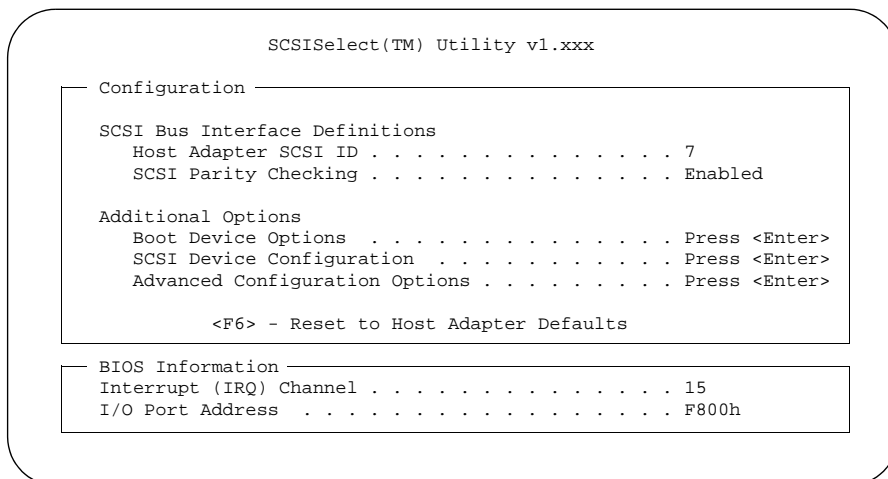 SCSISelect(TM) Utility v1.xxx
Configuration
SCSI Bus Interface Definitions
Host Adapter SCSI ID . . . . . . . . . . . . . . 7
SCSI Parity Checking . . . . . . . . . . . . . . Enabled
Additional Options
Boot Device Options . . . . . . . . . . . . . . Press <Enter>
SCSI Device Configuration . . . . . . . . . . . Press <Enter>
Advanced Configuration Options . . . . . . . . . Press <Enter>
<F6> - Reset to Host Adapter Defaults
BIOS Information
Interrupt (IRQ) Channel . . . . . . . . . . . . . . 15
I/O Port Address . . . . . . . . . . . . . . . . . F800h